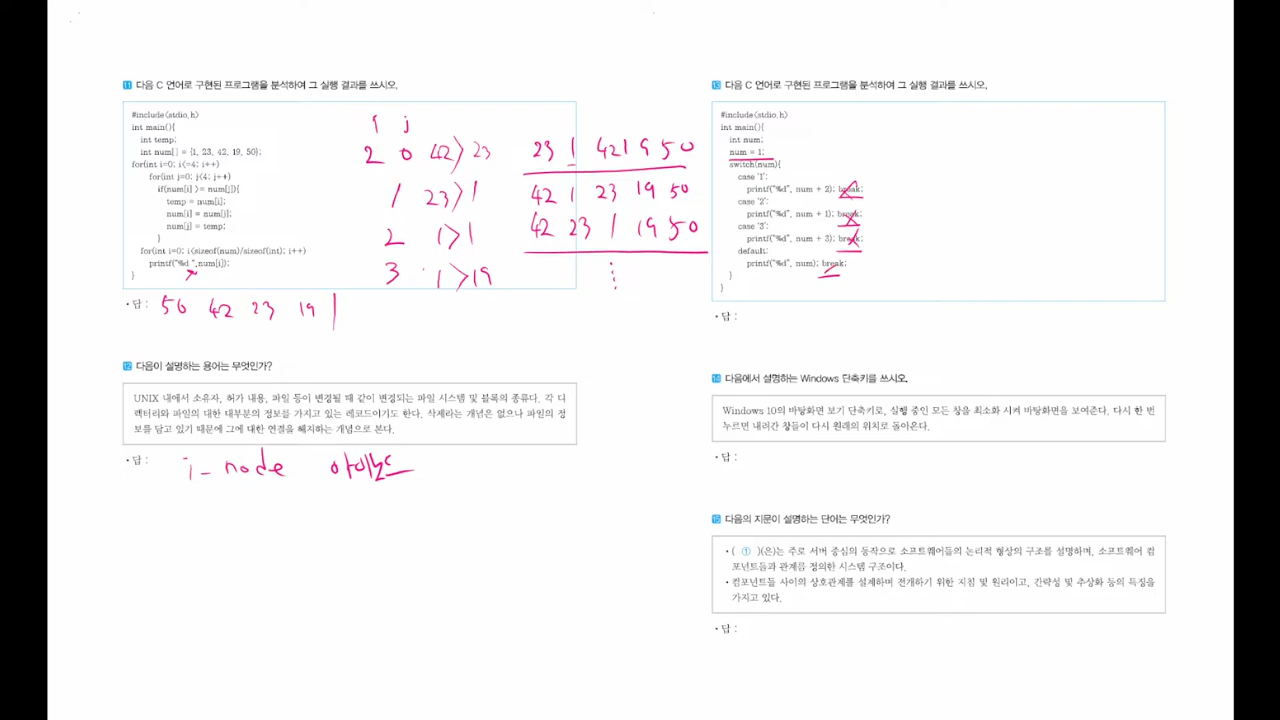 11 다음 C 언어로 구현된 프로그램을 분석하여 그 실행 결과를 쓰시오.
#include<stdio.h>
int main(){
int temp;
int num[] = {1, 23, 42, 19, 50};
for(int i=0; i<=4; i++)
for(int j=0; j<4; j++)
if(num[i] >= num[j]){
temp = num[i];
num[i] = num[j];
num[j] = temp;
}
for(int i=0; i<sizeof(num)/sizeof(int); i++)
printf("%d ",num[i]);
}
i j
2 0 42>23
1 23>1
2 1>1
3 1>19
23 1 42 19 50
42 1 23 19 50
42 23 1 19 50
⋮
•답 : 50 42 23 19 1
12 다음이 설명하는 용어는 무엇인가?
UNIX 내에서 소유자, 허가 내용, 파일 등이 변경될 때 같이 변경되는 파일 시스템 및 블록의 종류다. 각 디
렉터리와 파일의 대한 대부분의 정보를 가지고 있는 레코드이기도 한다. 삭제라는 개념은 없으나 파일의 정
보를 담고 있기 때문에 그에 대한 연결을 해지하는 개념으로 본다.
•답 : i-node 아이노드
13 다음 C 언어로 구현된 프로그램을 분석하여 그 실행 결과를 쓰시오.
#include<stdio.h>
int main(){
int num;
num = 1;
switch(num){
case '1':
printf("%d", num + 2); break;
case '2':
printf("%d", num + 1); break;
case '3':
printf("%d", num + 3); break;
default:
printf("%d", num); break;
}
}
•답 :
14 다음에서 설명하는 Windows 단축키를 쓰시오.
Windows 10의 바탕화면 보기 단축키로, 실행 중인 모든 창을 최소화 시켜 바탕화면을 보여준다. 다시 한 번
누르면 내려간 창들이 다시 원래의 위치로 돌아온다.
•답 :
15 다음의 지문이 설명하는 단어는 무엇인가?
•( ① )(은)는 주로 서버 중심의 동작으로 소프트웨어들의 논리적 형상의 구조를 설명하며, 소프트웨어 컴
포넌트들과 관계를 정의한 시스템 구조이다.
•컴포넌트들 사이의 상호관계를 설계하며 전개하기 위한 지침 및 원리이고, 간략성 및 추상화 등의 특징을
가지고 있다.
•답 :